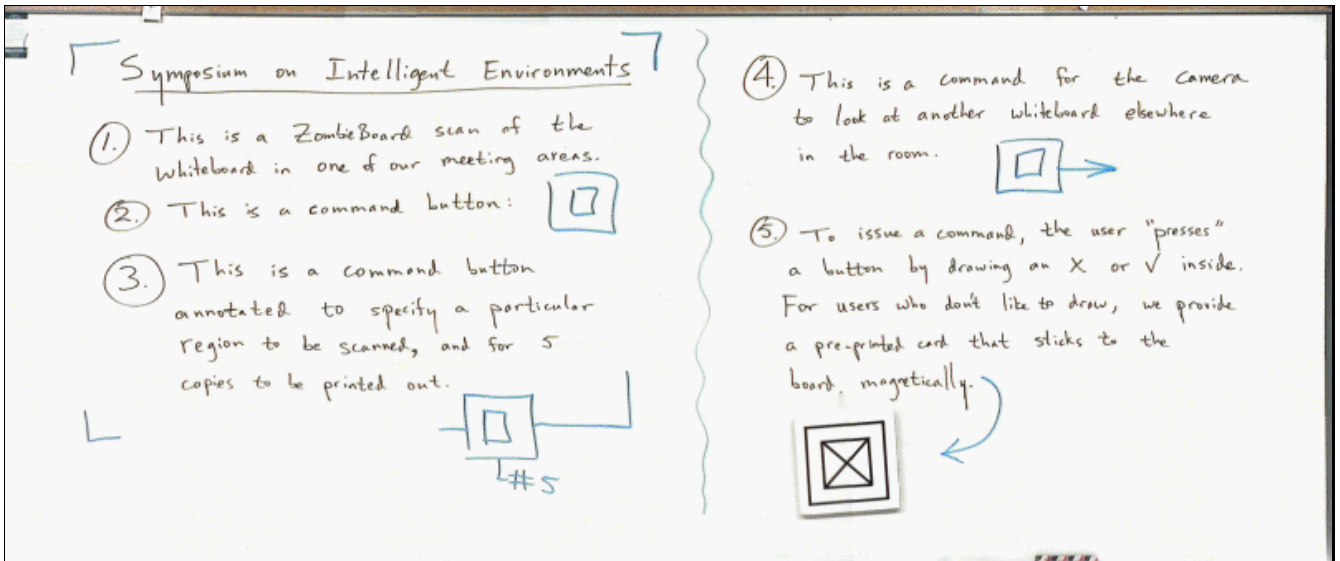 Symposium on Intelligent Environments
1. This is a ZombieBoard scan of the
whiteboard in one of our meeting areas.
2. This is a command button:
3. This is a command button
annotated to specify a particular
region to be scanned, and for 5
copies to be printed out.
#5
4. This is a command for the camera
to look at another whiteboard elsewhere
in the room.
5. To issue a command, the user "presses"
a button by drawing an X or √ inside.
For users who don't like to draw, we provide
a pre-printed card that sticks to the
board, magnetically.